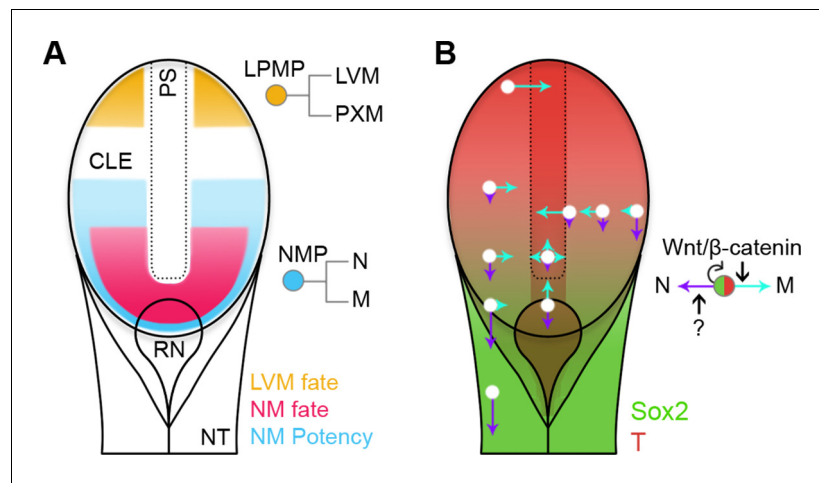 A
PS
LPMP
LVM
PXM
CLE
NMP
N
M
RN
LVM fate
NM fate
NM Potency
NT
B
Wnt/β-catenin
N
M
?
Sox2
T